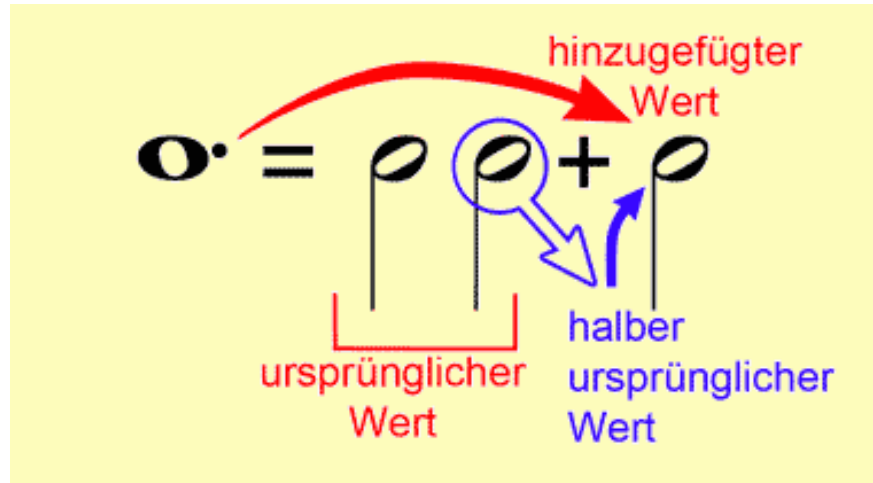 hinzugefügter
Wert
= +
ursprünglicher
Wert
halber
ursprünglicher
Wert